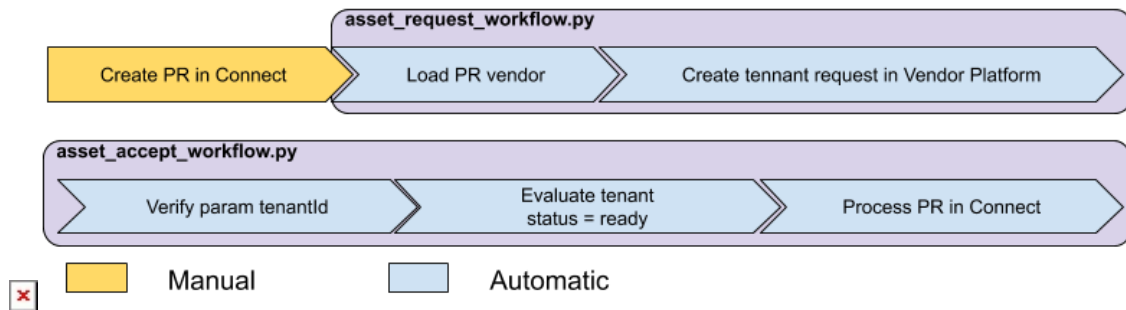 asset_request_workflow.py
Create PR in Connect
Load PR vendor
Create tennant request in Vendor Platform
asset_accept_workflow.py
Verify param tenantId
Evaluate tenant
status = ready
Process PR in Connect
Manual
Automatic